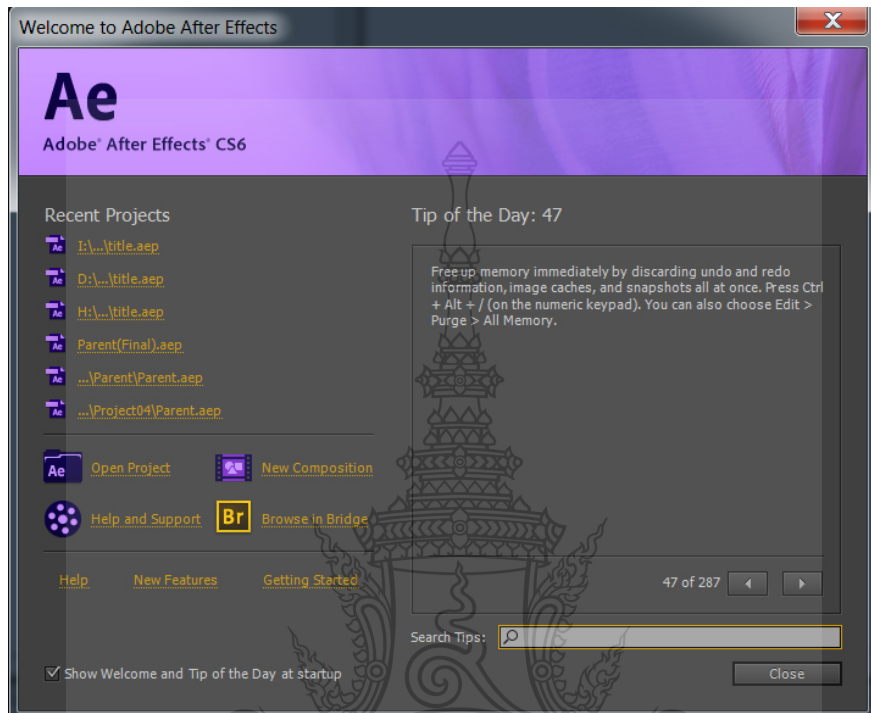 Welcome to Adobe After Effects
Ae
Adobe® After Effects® CS6
Recent Projects
I:\...\title.aep
D:\...\title.aep
H:\...\title.aep
Parent(Final).aep
...\Parent\Parent.aep
...\Project04\Parent.aep
Open Project
New Composition
Help and Support
Br
Browse in Bridge
Help
New Features
Getting Started
Show Welcome and Tip of the Day at startup
Tip of the Day: 47
Free up memory immediately by discarding undo and redo
information, image caches, and snapshots all at once. Press Ctrl
+ Alt + / (on the numeric keypad). You can also choose Edit >
Purge > All Memory.
47 of 287
Search Tips:
Close